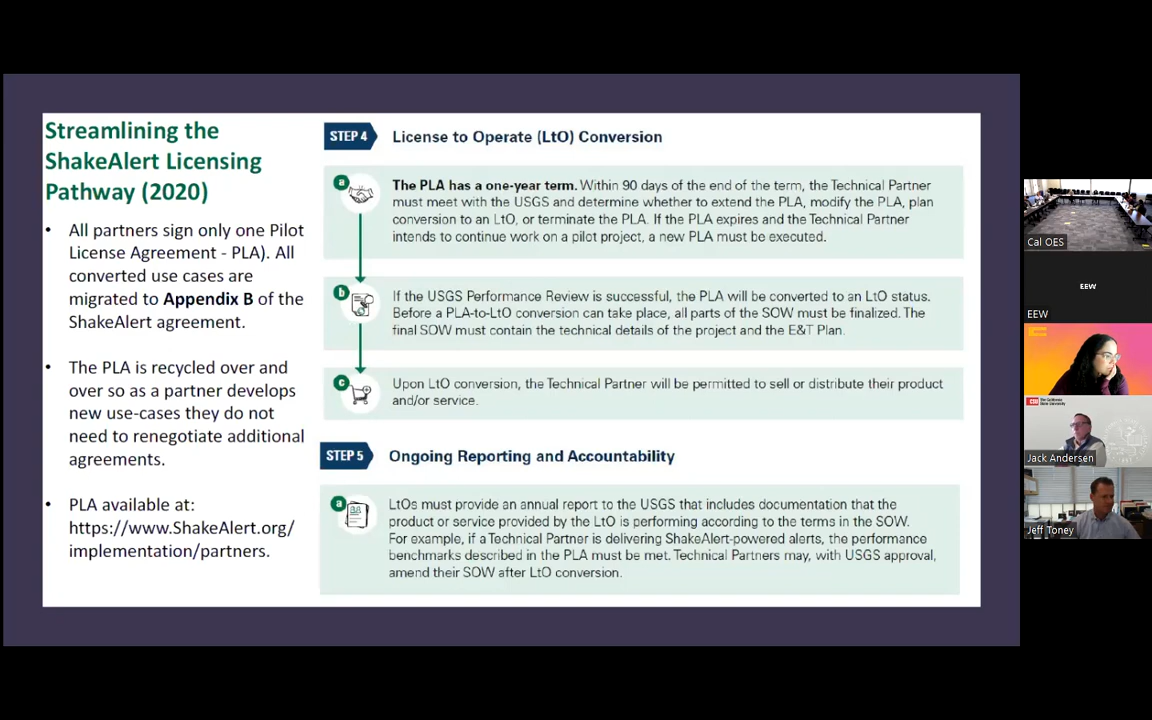 Streamlining the
ShakeAlert Licensing
Pathway (2020)
• All partners sign only one Pilot
License Agreement - PLA). All
converted use cases are
migrated to Appendix B of the
ShakeAlert agreement.
• The PLA is recycled over and
over so as a partner develops
new use-cases they do not
need to renegotiate additional
agreements.
• PLA available at:
https://www.ShakeAlert.org/
implementation/partners.
STEP 4 License to Operate (LtO) Conversion
a
The PLA has a one-year term. Within 90 days of the end of the term, the Technical Partner
must meet with the USGS and determine whether to extend the PLA, modify the PLA, plan
conversion to an LtO, or terminate the PLA. If the PLA expires and the Technical Partner
intends to continue work on a pilot project, a new PLA must be executed.
b
If the USGS Performance Review is successful, the PLA will be converted to an LtO status.
Before a PLA-to-LtO conversion can take place, all parts of the SOW must be finalized. The
final SOW must contain the technical details of the project and the E&T Plan.
c
Upon LtO conversion, the Technical Partner will be permitted to sell or distribute their product
and/or service.
STEP 5 Ongoing Reporting and Accountability
a
LtOs must provide an annual report to the USGS that includes documentation that the
product or service provided by the LtO is performing according to the terms in the SOW.
For example, if a Technical Partner is delivering ShakeAlert-powered alerts, the performance
benchmarks described in the PLA must be met. Technical Partners may, with USGS approval,
amend their SOW after LtO conversion.
Cal OES
EEW
EEW
Jack Andersen
Jeff Toney